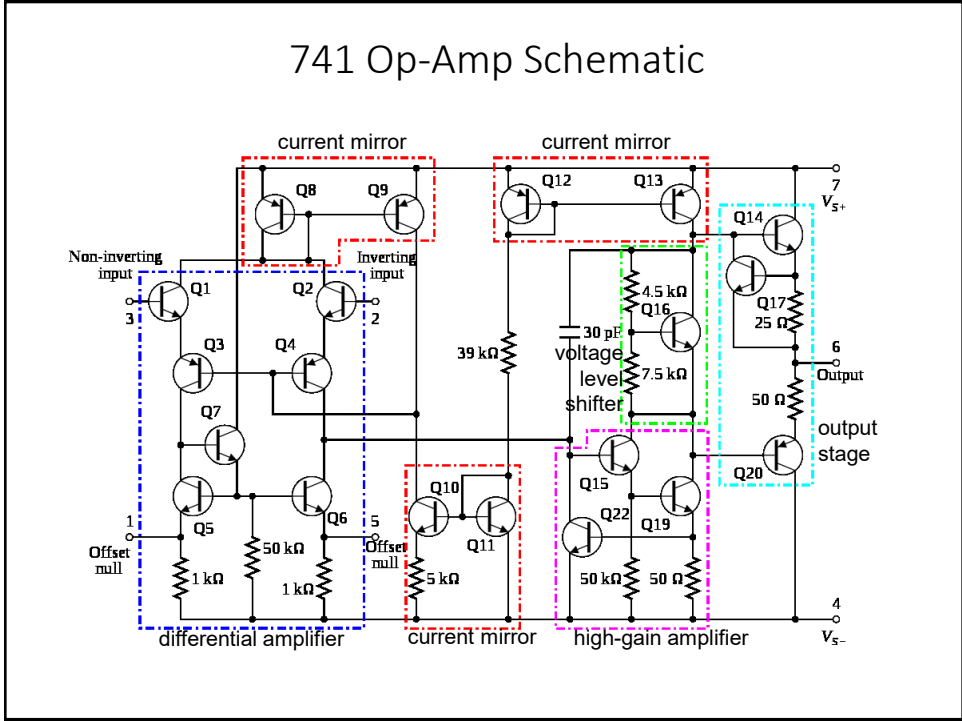 741 Op-Amp Schematic
current mirror
current mirror
Q8
Q9
Q12
Q13
7
V_S+
Q14
Non-inverting
input
Inverting
input
Q1
Q2
3
2
4.5 kΩ
Q16
Q17
25 Ω
30 pF
voltage
level
shifter
39 kΩ
7.5 kΩ
6
Output
Q3
Q4
50 Ω
Q7
output
stage
Q20
Q15
Q10
Q5
Q6
Q11
Q22
Q19
1
5
Offset
null
Offset
null
50 kΩ
1 kΩ
1 kΩ
5 kΩ
50 kΩ
50 Ω
4
V_S−
differential amplifier
current mirror
high-gain amplifier